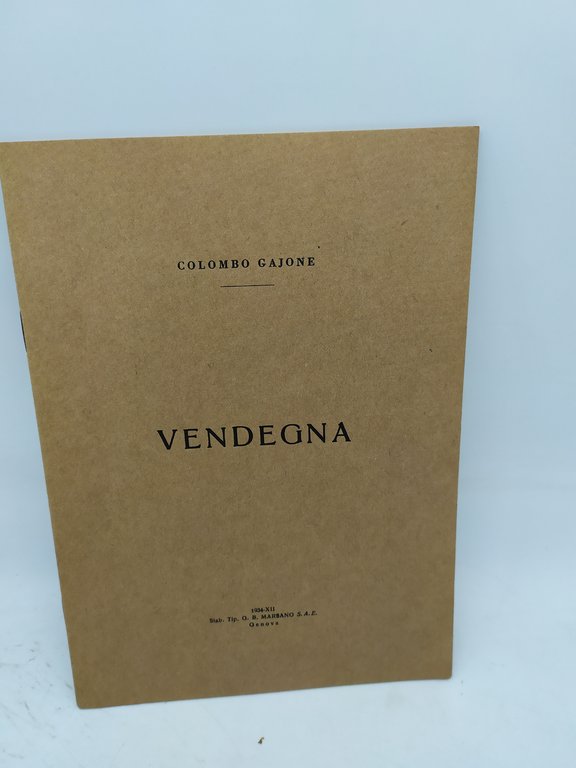 COLOMBO GAJONE
VENDEGNA
1934-XII
Stab. Tip. G. B. MARSANO S.A.E.
Genova